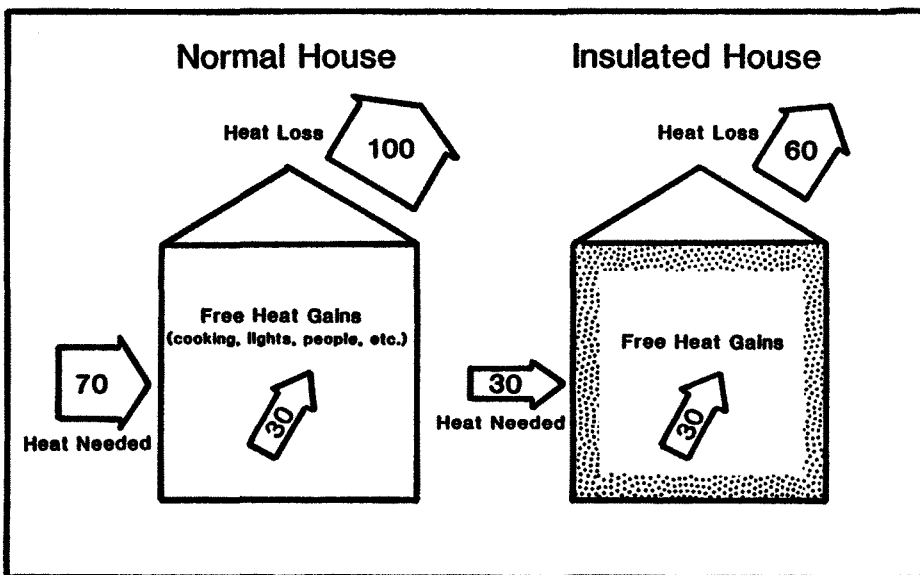 Normal House
Heat Loss
100
Free Heat Gains
(cooking, lights, people, etc.)
70
30
Heat Needed
Insulated House
Heat Loss
60
Free Heat Gains
30
Heat Needed
30